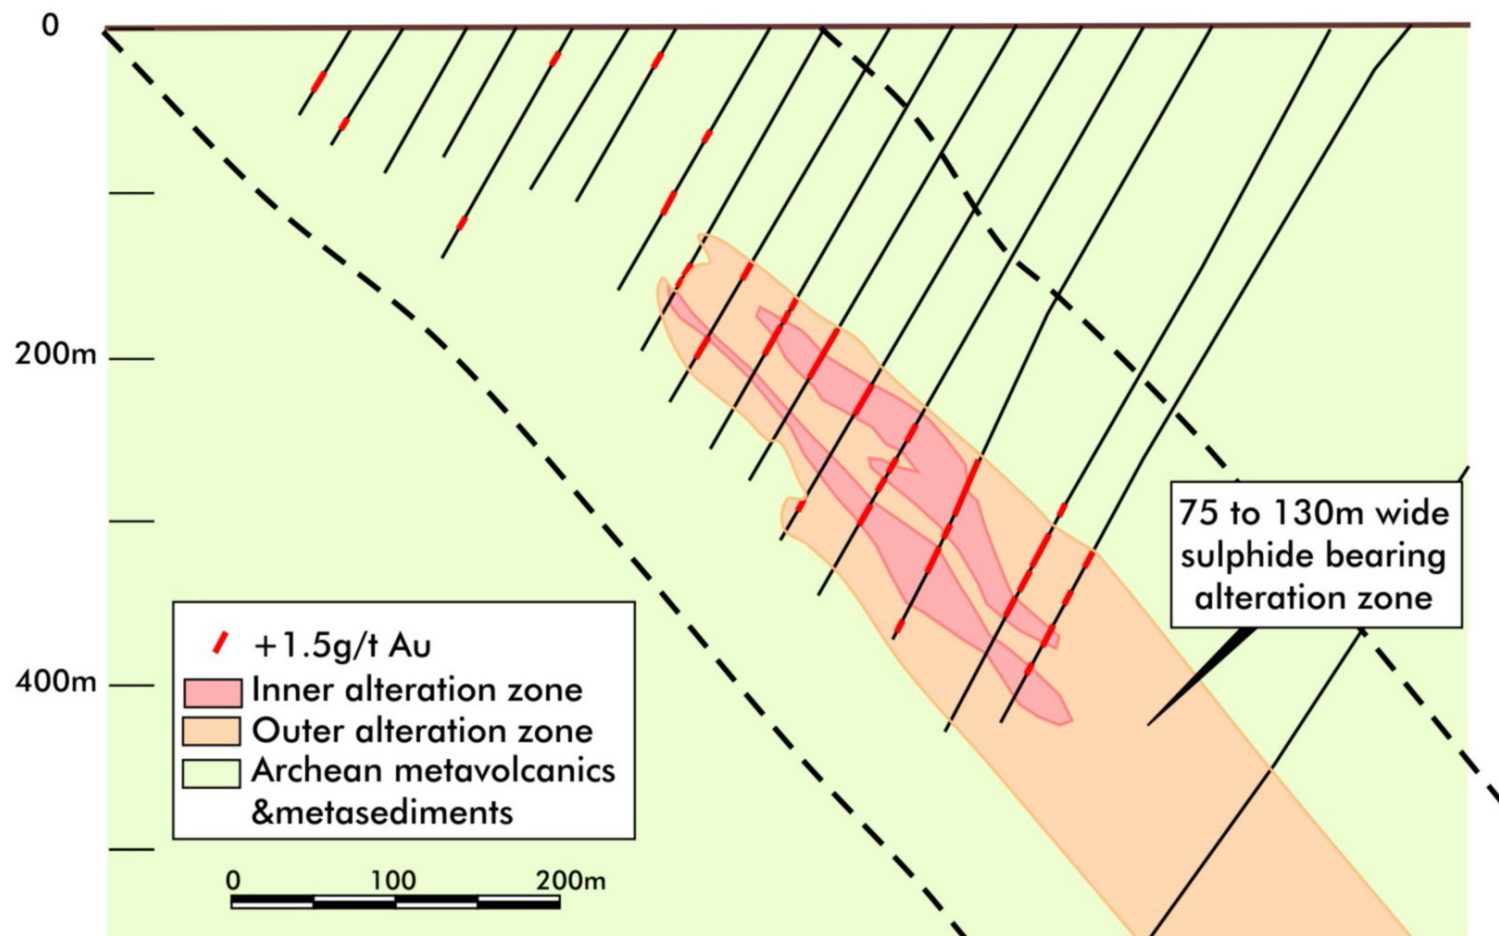 0
200m
400m
75 to 130m wide
sulphide bearing
alteration zone
+1.5g/t Au
Inner alteration zone
Outer alteration zone
Archean metavolcanics
&metasediments
0 100 200m